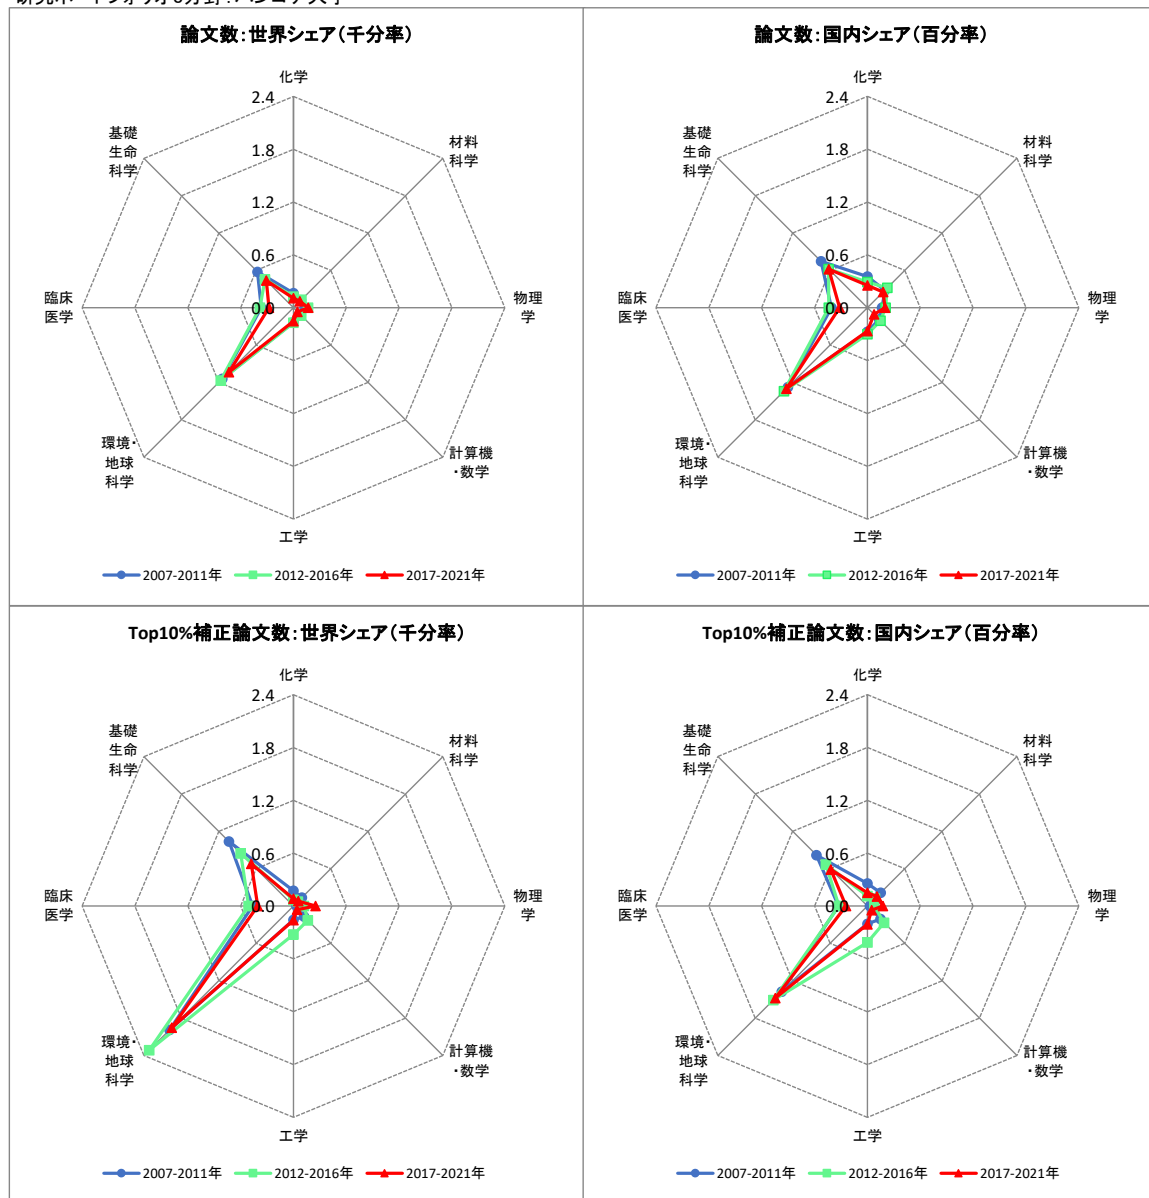 論文数:世界シェア(千分率)
化学
2.4
1.8
1.2
0.6
0.0
材料
科学
物理
学
計算機
・数学
工学
環境・
地球
科学
臨床
医学
基礎
生命
科学
2007-2011年 2012-2016年 2017-2021年
論文数:国内シェア(百分率)
化学
2.4
1.8
1.2
0.6
0.0
材料
科学
物理
学
計算機
・数学
工学
環境・
地球
科学
臨床
医学
基礎
生命
科学
2007-2011年 2012-2016年 2017-2021年
Top10%補正論文数:世界シェア(千分率)
化学
2.4
1.8
1.2
0.6
0.0
材料
科学
物理
学
計算機
・数学
工学
環境・
地球
科学
臨床
医学
基礎
生命
科学
2007-2011年 2012-2016年 2017-2021年
Top10%補正論文数:国内シェア(百分率)
化学
2.4
1.8
1.2
0.6
0.0
材料
科学
物理
学
計算機
・数学
工学
環境・
地球
科学
臨床
医学
基礎
生命
科学
2007-2011年 2012-2016年 2017-2021年